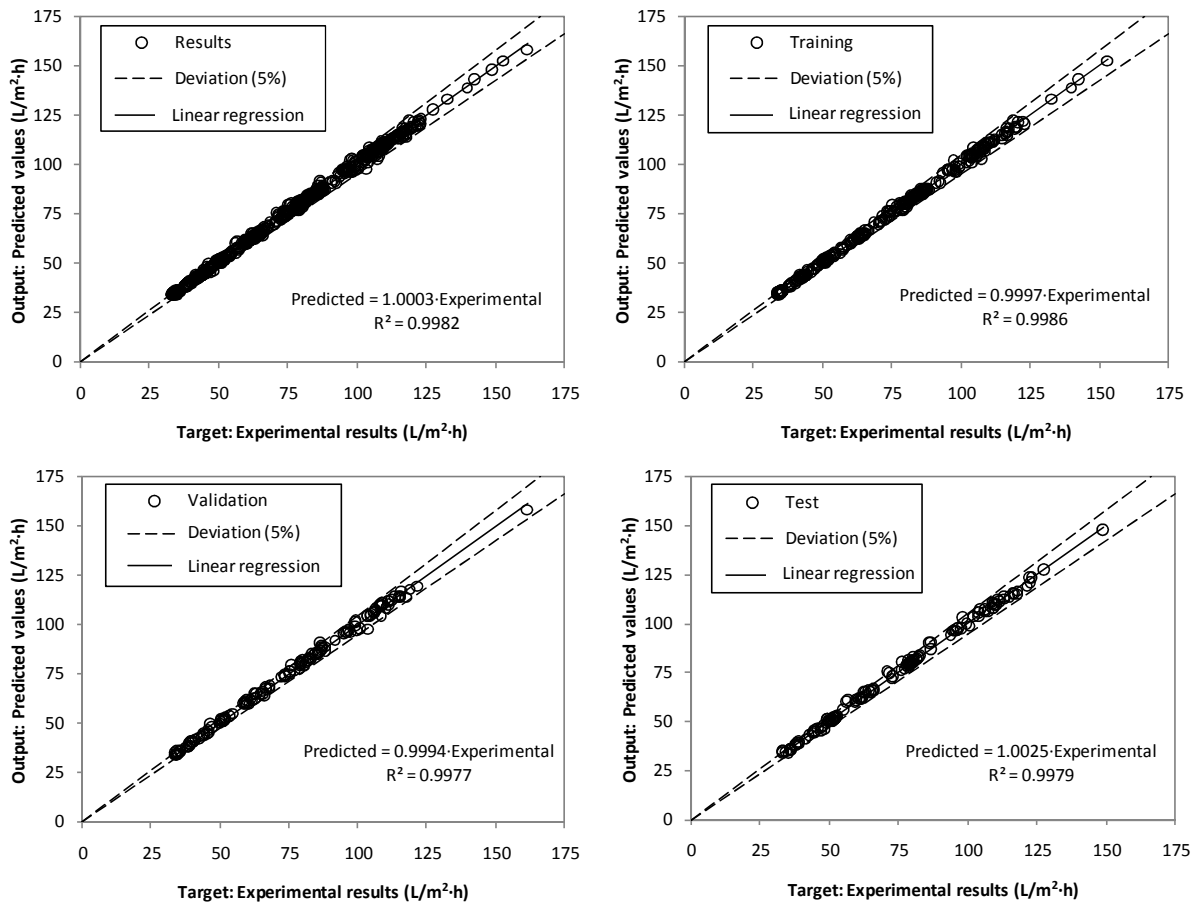 175
150
125
100
75
50
25
0
Output: Predicted values (L/m²·h)
Results
Deviation (5%)
Linear regression
Predicted = 1.0003·Experimental
R² = 0.9982
0 25 50 75 100 125 150 175
Target: Experimental results (L/m²·h)
175
150
125
100
75
50
25
0
Output: Predicted values (L/m²·h)
Training
Deviation (5%)
Linear regression
Predicted = 0.9997·Experimental
R² = 0.9986
0 25 50 75 100 125 150 175
Target: Experimental results (L/m²·h)
175
150
125
100
75
50
25
0
Output: Predicted values (L/m²·h)
Validation
Deviation (5%)
Linear regression
Predicted = 0.9994·Experimental
R² = 0.9977
0 25 50 75 100 125 150 175
Target: Experimental results (L/m²·h)
175
150
125
100
75
50
25
0
Output: Predicted values (L/m²·h)
Test
Deviation (5%)
Linear regression
Predicted = 1.0025·Experimental
R² = 0.9979
0 25 50 75 100 125 150 175
Target: Experimental results (L/m²·h)